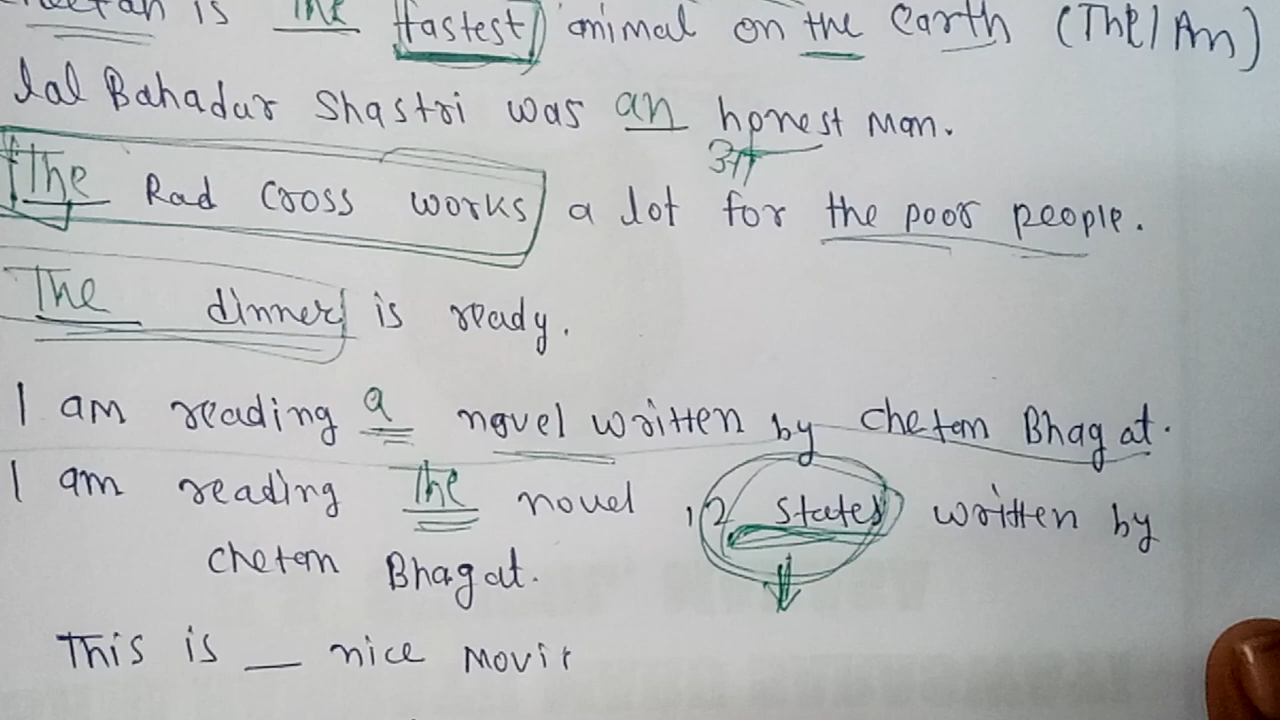 is the fastest animal on the earth (The/An)
lal Bahadur Shastri was an honest man.
The Rad Cross works a lot for the poor people.
The dinner is ready.
I am reading a novel written by chetan Bhagat.
I am reading The novel "2 states" written by
chetan Bhagat.
This is _ nice movi